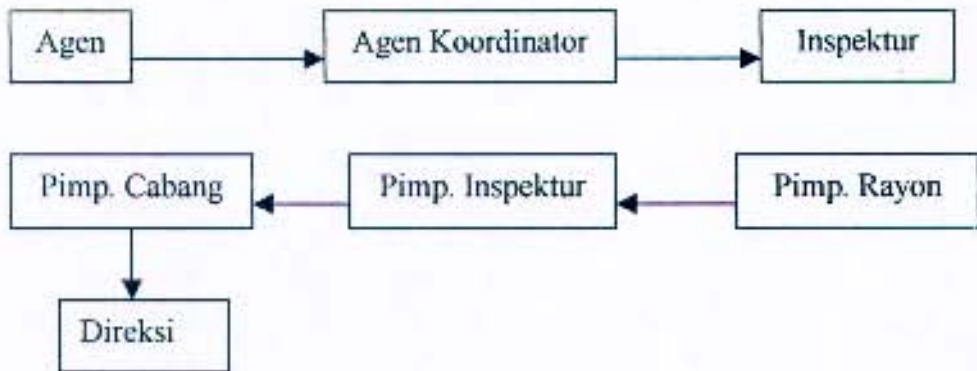 Agen
Agen Koordinator
Inspektur
Pimp. Cabang
Pimp. Inspektur
Pimp. Rayon
Direksi